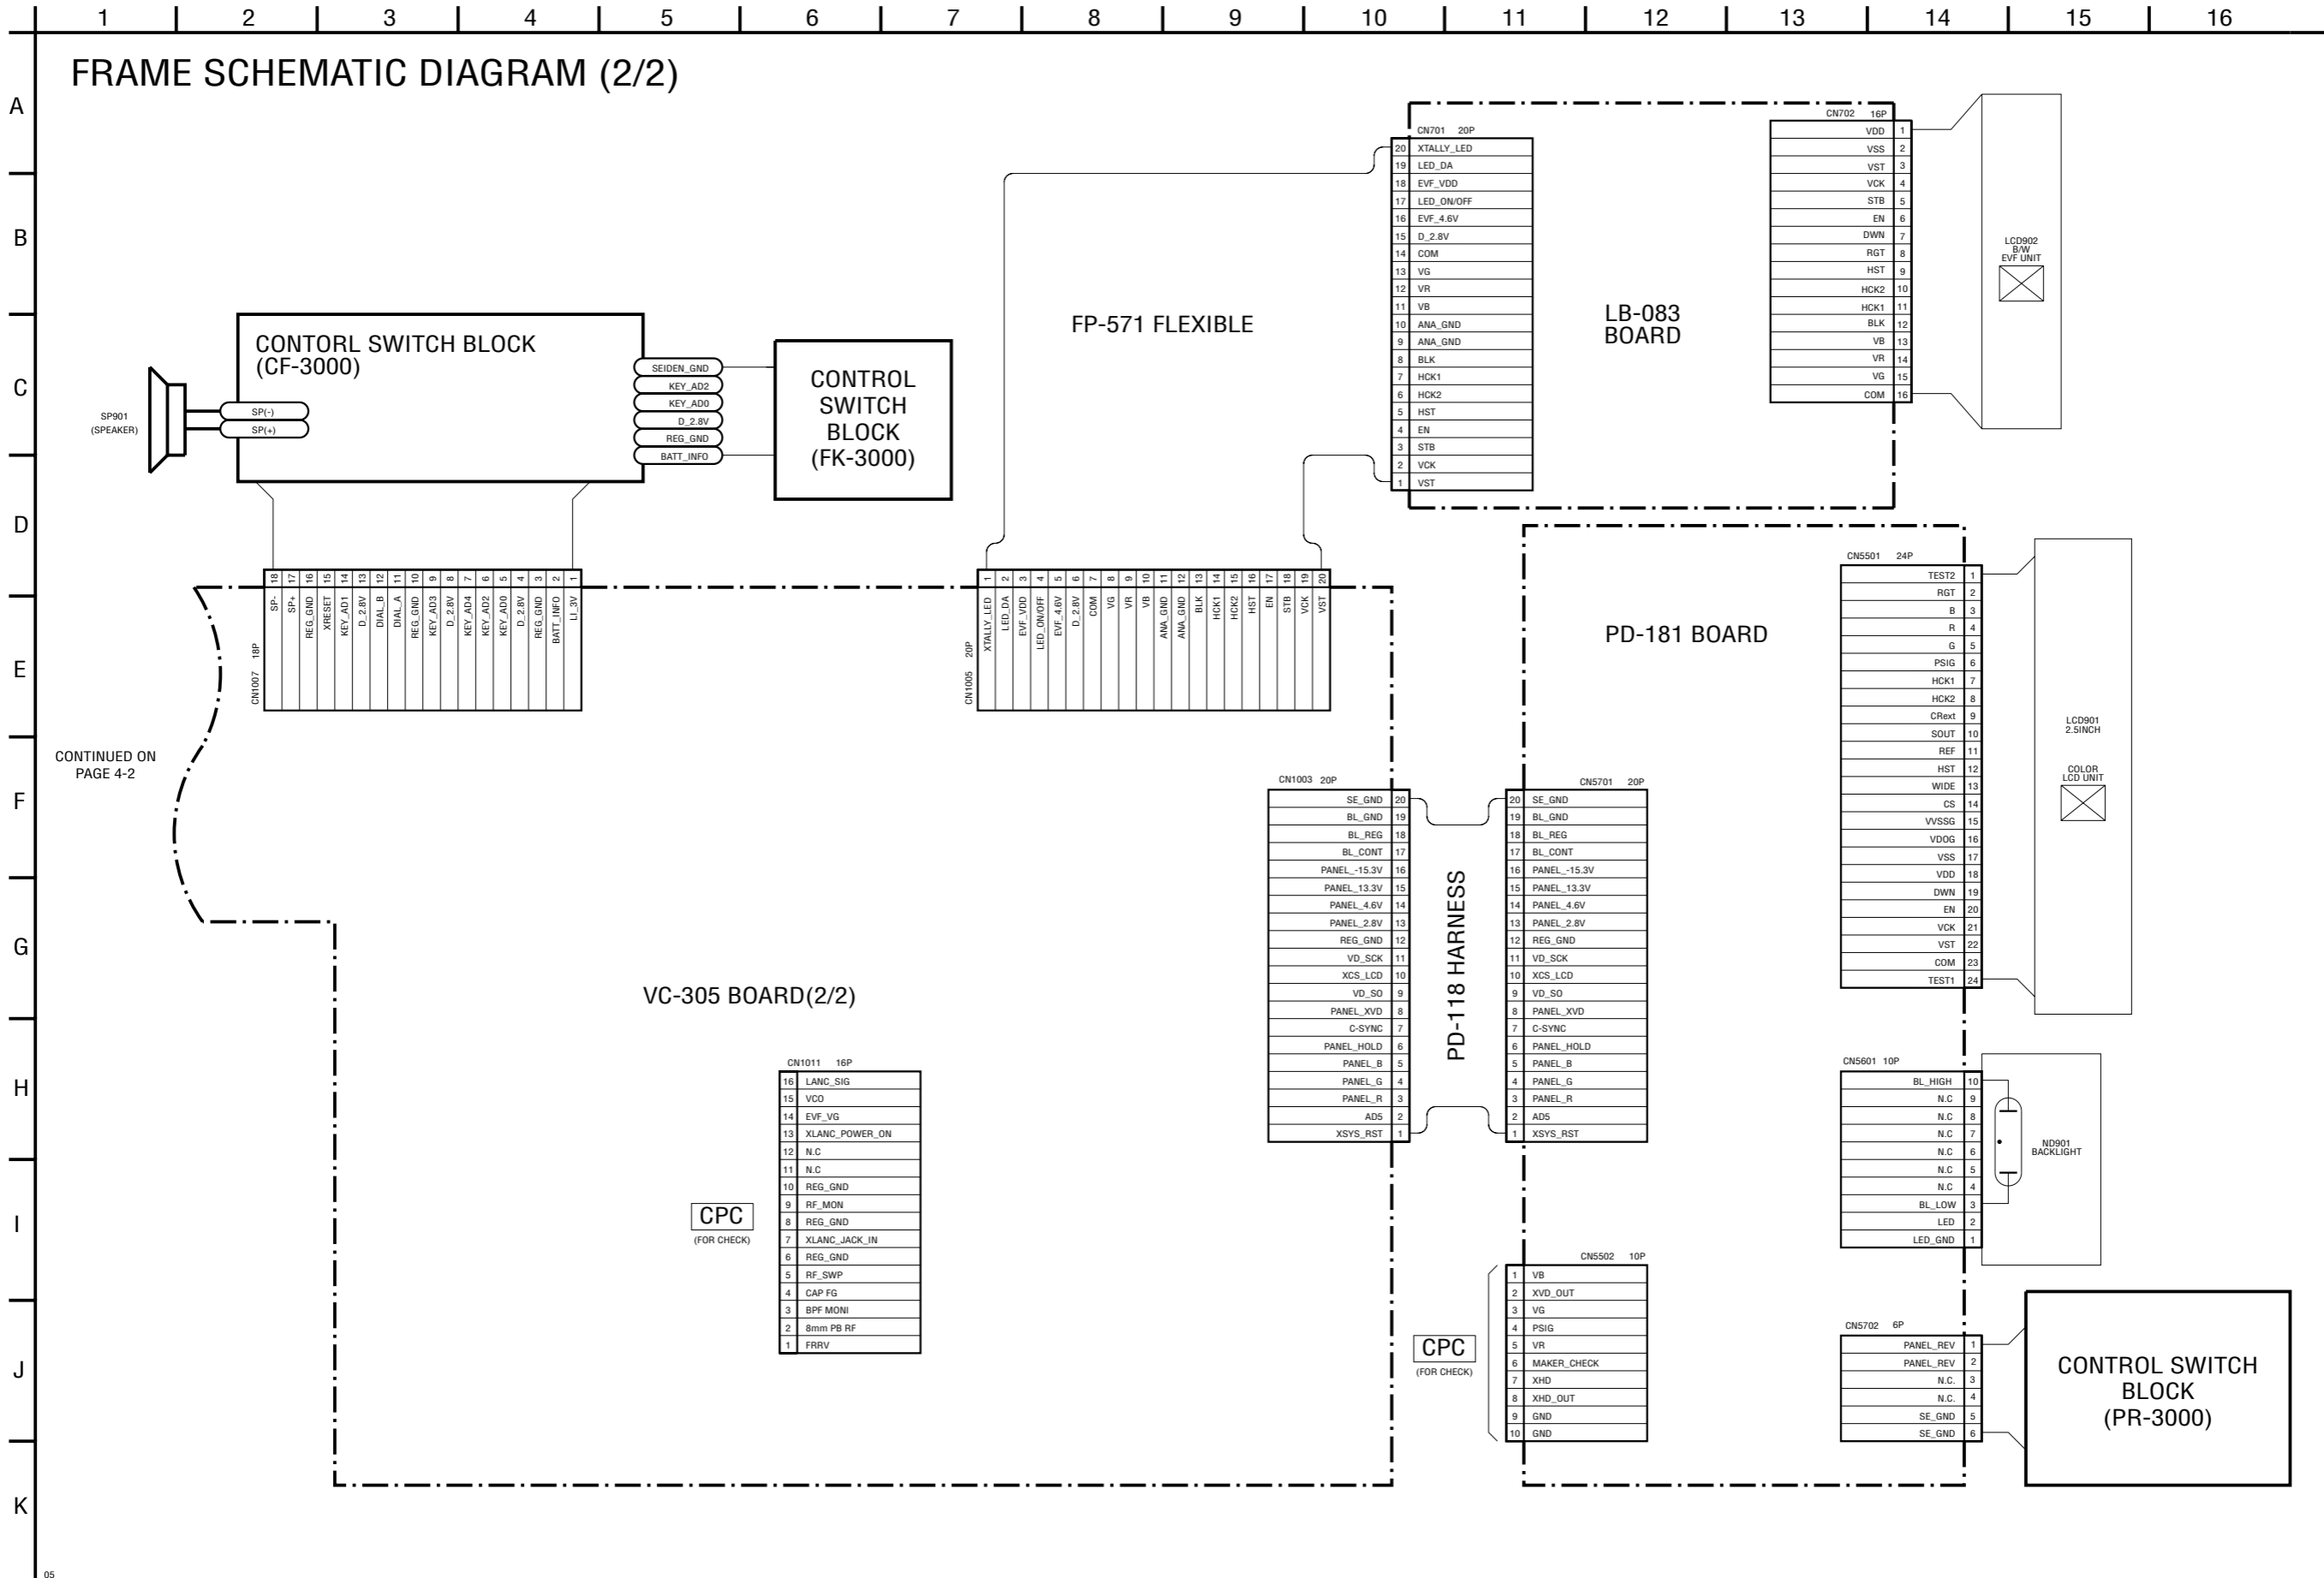 1 2 3 4 5 6 7 8 9 10 11 12 13 14 15 16
FRAME SCHEMATIC DIAGRAM (2/2)
A
B
C
D
E
F
G
H
I
J
K
CN701 20P
20 XTALLY_LED
19 LED_DA
18 EVF_VDD
17 LED_ON/OFF
16 EVF_4.6V
15 D_2.8V
14 COM
13 VG
12 VR
11 VB
10 ANA_GND
9 ANA_GND
8 BLK
7 HCK1
6 HCK2
5 HST
4 EN
3 STB
2 VCK
1 VST
LB-083
BOARD
CN702 16P
VDD 1
VSS 2
VST 3
VCK 4
STB 5
EN 6
DWN 7
RGT 8
HST 9
HCK2 10
HCK1 11
BLK 12
VB 13
VR 14
VG 15
COM 16
LCD902
B/W
EVF UNIT
FP-571 FLEXIBLE
CONTORL SWITCH BLOCK
(CF-3000)
SP901
(SPEAKER)
SP(-)
SP(+)
SEIDEN_GND
KEY_AD2
KEY_AD0
D_2.8V
REG_GND
BATT_INFO
CONTROL
SWITCH
BLOCK
(FK-3000)
CN1007 18P
18 SP-
17 SP+
16 REG_GND
15 XRESET
14 KEY_AD1
13 D_2.8V
12 DIAL_B
11 DIAL_A
10 REG_GND
9 KEY_AD3
8 D_2.8V
7 KEY_AD4
6 KEY_AD2
5 KEY_AD0
4 D_2.8V
3 REG_GND
2 BATT_INFO
1 LI_3V
CN1005 20P
1 XTALLY_LED
2 LED_DA
3 EVF_VDD
4 LED_ON/OFF
5 EVF_4.6V
6 D_2.8V
7 COM
8 VG
9 VR
10 VB
11 ANA_GND
12 ANA_GND
13 BLK
14 HCK1
15 HCK2
16 HST
17 EN
18 STB
19 VCK
20 VST
CONTINUED ON
PAGE 4-2
VC-305 BOARD(2/2)
CN1003 20P
SE_GND 20
BL_GND 19
BL_REG 18
BL_CONT 17
PANEL_-15.3V 16
PANEL_13.3V 15
PANEL_4.6V 14
PANEL_2.8V 13
REG_GND 12
VD_SCK 11
XCS_LCD 10
VD_SO 9
PANEL_XVD 8
C-SYNC 7
PANEL_HOLD 6
PANEL_B 5
PANEL_G 4
PANEL_R 3
AD5 2
XSYS_RST 1
PD-118 HARNESS
CN5701 20P
20 SE_GND
19 BL_GND
18 BL_REG
17 BL_CONT
16 PANEL_-15.3V
15 PANEL_13.3V
14 PANEL_4.6V
13 PANEL_2.8V
12 REG_GND
11 VD_SCK
10 XCS_LCD
9 VD_SO
8 PANEL_XVD
7 C-SYNC
6 PANEL_HOLD
5 PANEL_B
4 PANEL_G
3 PANEL_R
2 AD5
1 XSYS_RST
PD-181 BOARD
CN5501 24P
TEST2 1
RGT 2
B 3
R 4
G 5
PSIG 6
HCK1 7
HCK2 8
CRext 9
SOUT 10
REF 11
HST 12
WIDE 13
CS 14
VVSSG 15
VDOG 16
VSS 17
VDD 18
DWN 19
EN 20
VCK 21
VST 22
COM 23
TEST1 24
LCD901
2.5INCH
COLOR
LCD UNIT
CN1011 16P
16 LANC_SIG
15 VCO
14 EVF_VG
13 XLANC_POWER_ON
12 N.C
11 N.C
10 REG_GND
9 RF_MON
8 REG_GND
7 XLANC_JACK_IN
6 REG_GND
5 RF_SWP
4 CAP FG
3 BPF MONI
2 8mm PB RF
1 FRRV
CPC
(FOR CHECK)
CN5601 10P
BL_HIGH 10
N.C 9
N.C 8
N.C 7
N.C 6
N.C 5
N.C 4
BL_LOW 3
LED 2
LED_GND 1
ND901
BACKLIGHT
CN5502 10P
1 VB
2 XVD_OUT
3 VG
4 PSIG
5 VR
6 MAKER_CHECK
7 XHD
8 XHD_OUT
9 GND
10 GND
CPC
(FOR CHECK)
CN5702 6P
PANEL_REV 1
PANEL_REV 2
N.C. 3
N.C. 4
SE_GND 5
SE_GND 6
CONTROL SWITCH
BLOCK
(PR-3000)
05